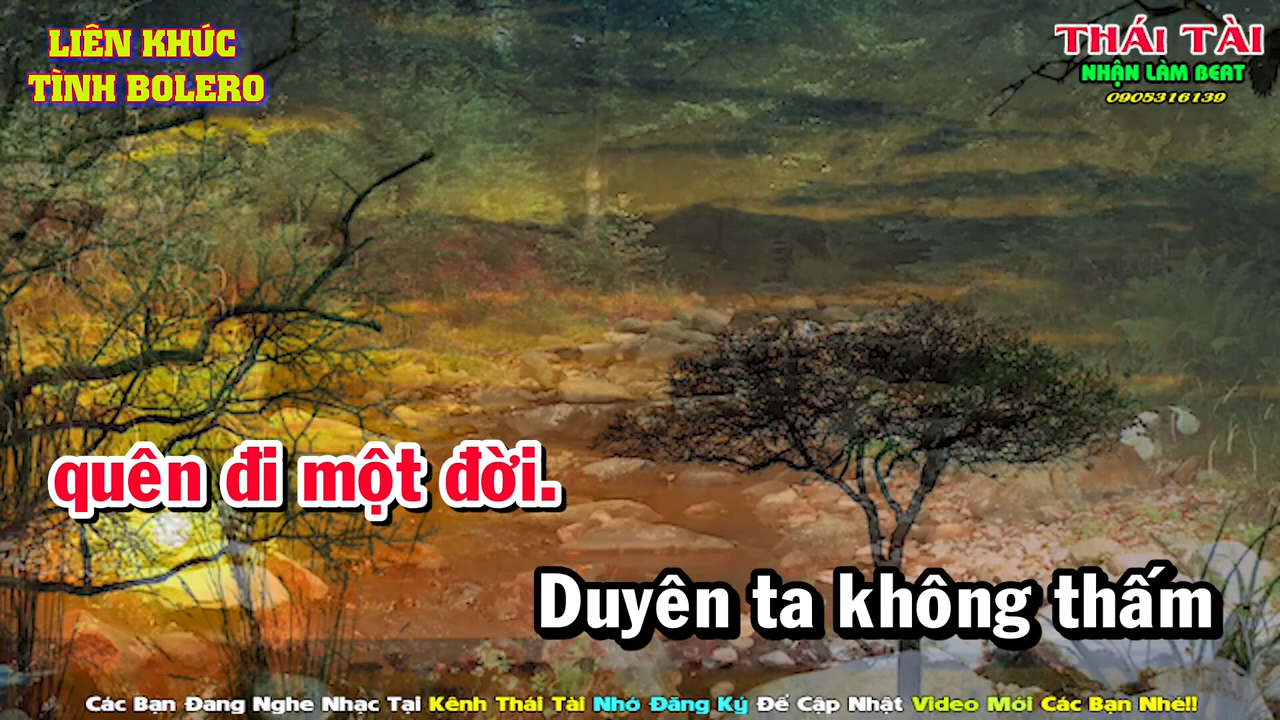 LIÊN KHÚC
TÌNH BOLERO
THÁI TÀI
NHẬN LÀM BEAT
0905316139
quên đi một đời.
Duyên ta không thấm
Các Bạn Đang Nghe Nhạc Tại Kênh Thái Tài Nhớ Đăng Ký Để Cập Nhật Video Mới Các Bạn Nhé!!